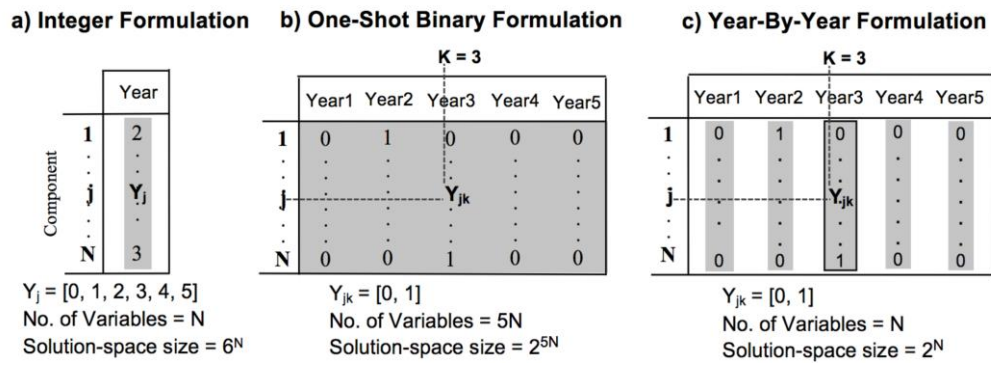 a) Integer Formulation
Year
Component
1 2
. .
. .
j Yj
. .
. .
N 3
Yj = [0, 1, 2, 3, 4, 5]
No. of Variables = N
Solution-space size = 6^N
b) One-Shot Binary Formulation
K = 3
Year1 Year2 Year3 Year4 Year5
1 0 1 0 0 0
. . . . . .
. . . . . .
j Yjk
. . . . . .
. . . . . .
N 0 0 1 0 0
Yjk = [0, 1]
No. of Variables = 5N
Solution-space size = 2^5N
c) Year-By-Year Formulation
K = 3
Year1 Year2 Year3 Year4 Year5
1 0 1 0 0 0
. . . . . .
. . . . . .
j Yjk
. . . . . .
. . . . . .
N 0 0 1 0 0
Yjk = [0, 1]
No. of Variables = N
Solution-space size = 2^N